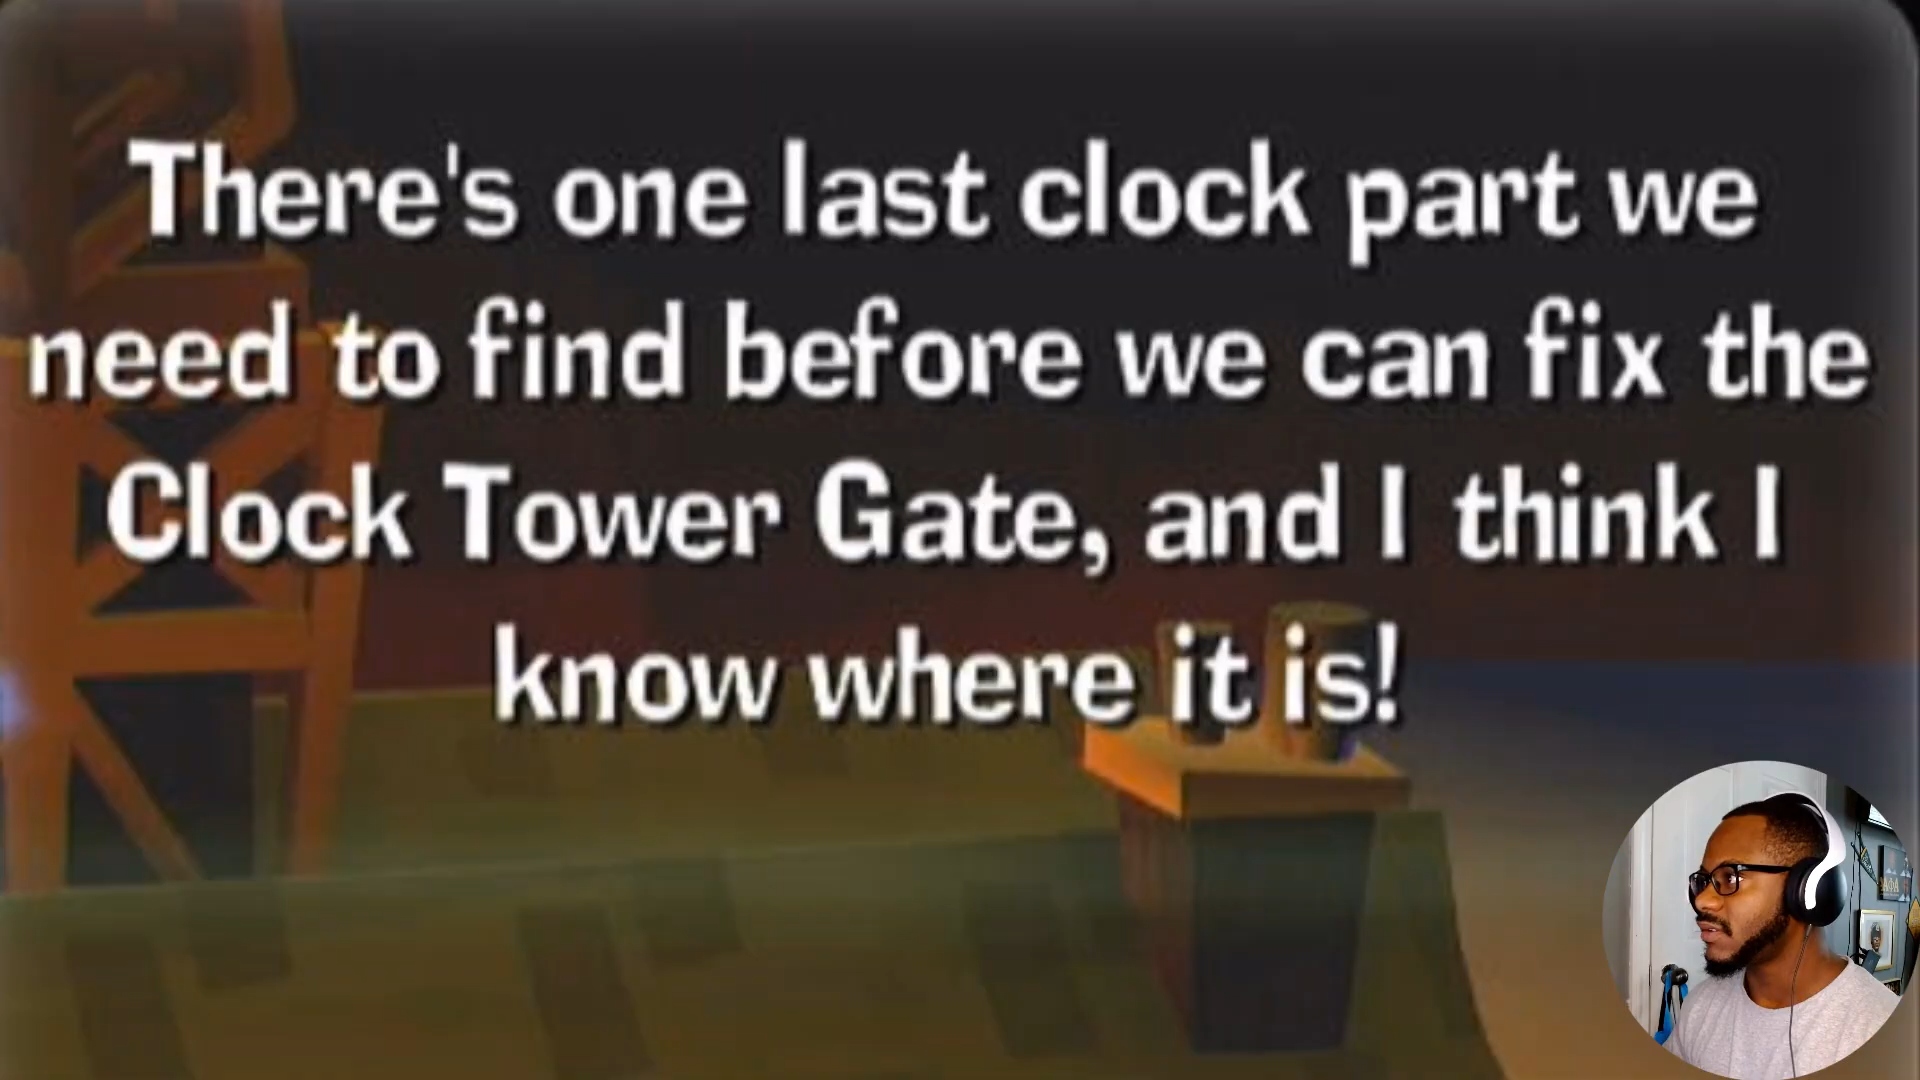 There's one last clock part we
need to find before we can fix the
Clock Tower Gate, and I think I
know where it is!